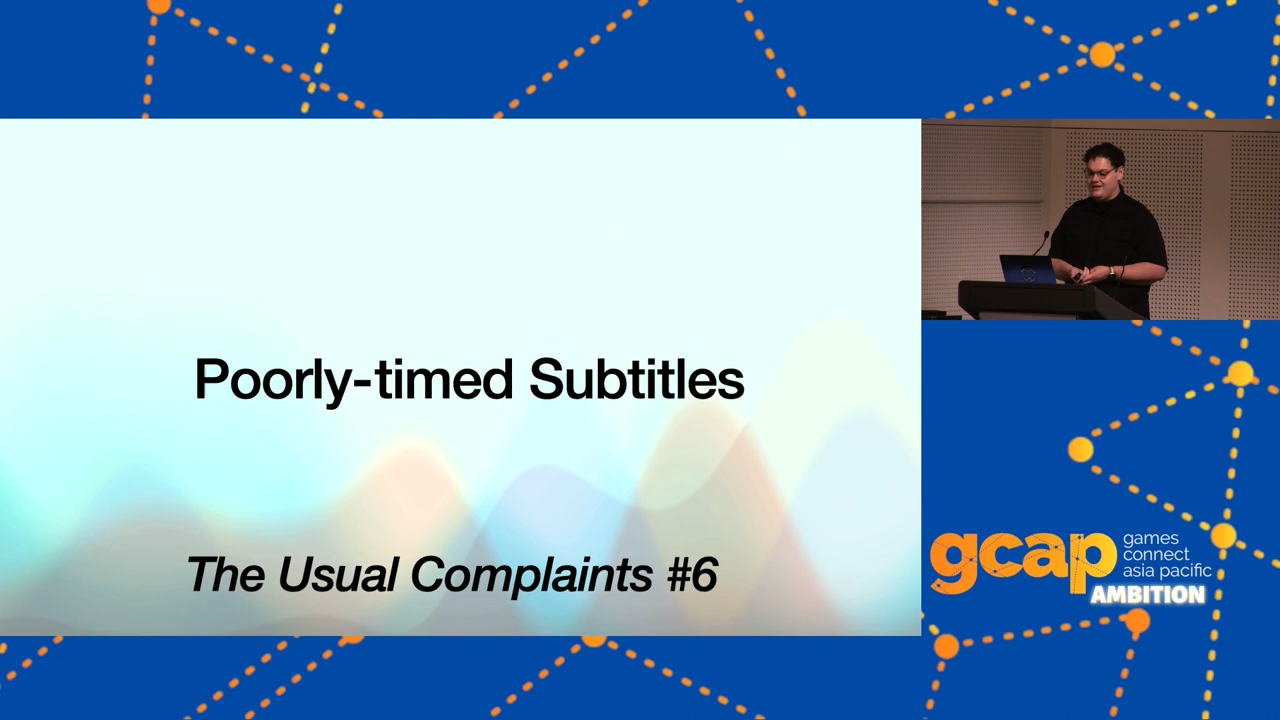 Poorly-timed Subtitles
The Usual Complaints #6
gcap
games
connect
asia pacific
AMBITION